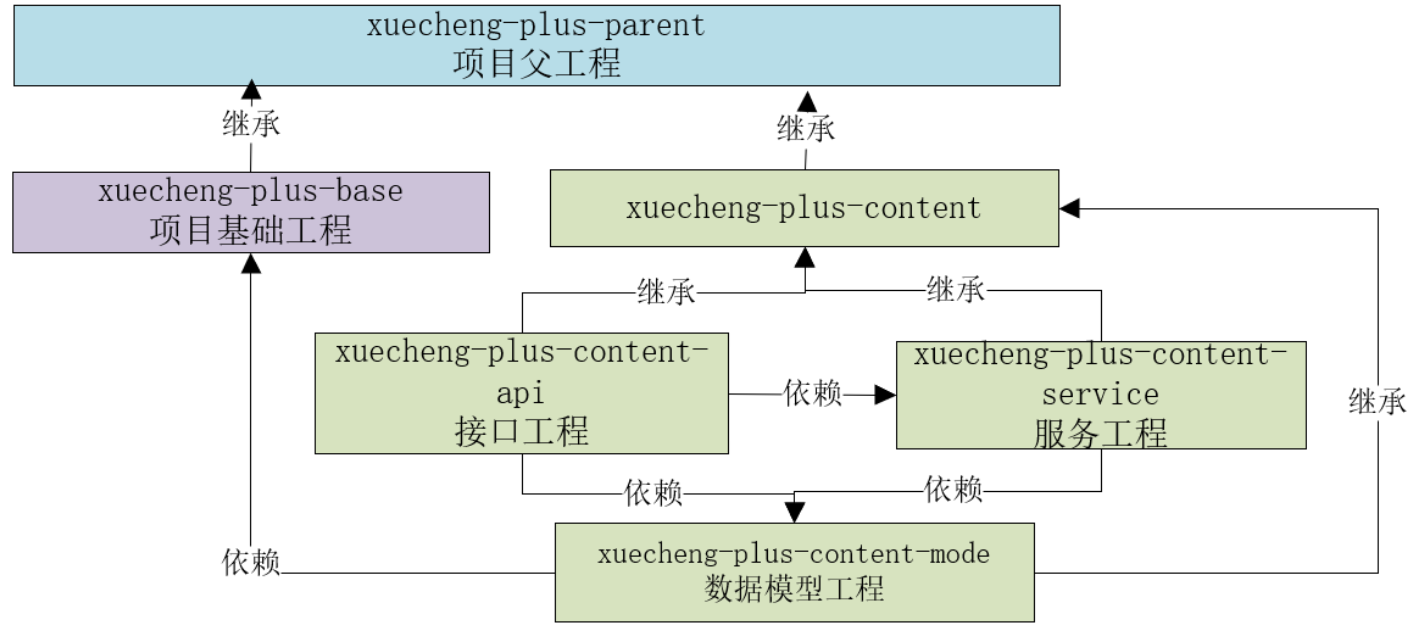 xuecheng-plus-parent
项目父工程
继承
继承
xuecheng-plus-base
项目基础工程
xuecheng-plus-content
继承
继承
xuecheng-plus-content-
api
接口工程
依赖
xuecheng-plus-content-
service
服务工程
继承
依赖
依赖
依赖
xuecheng-plus-content-mode
数据模型工程